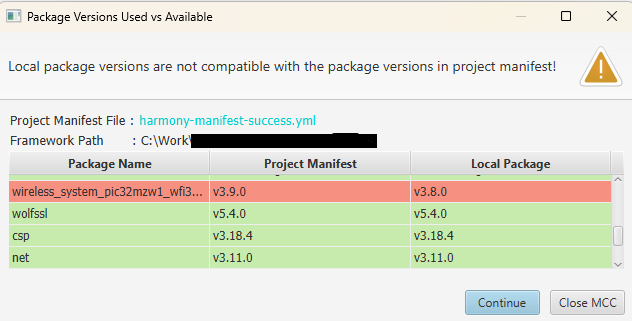 Package Versions Used vs Available
Local package versions are not compatible with the package versions in project manifest!
Project Manifest File : harmony-manifest-success.yml
Framework Path : C:\Work\
Package Name Project Manifest Local Package
wireless_system_pic32mzw1_wfi3... v3.9.0 v3.8.0
wolfssl v5.4.0 v5.4.0
csp v3.18.4 v3.18.4
net v3.11.0 v3.11.0
Continue Close MCC